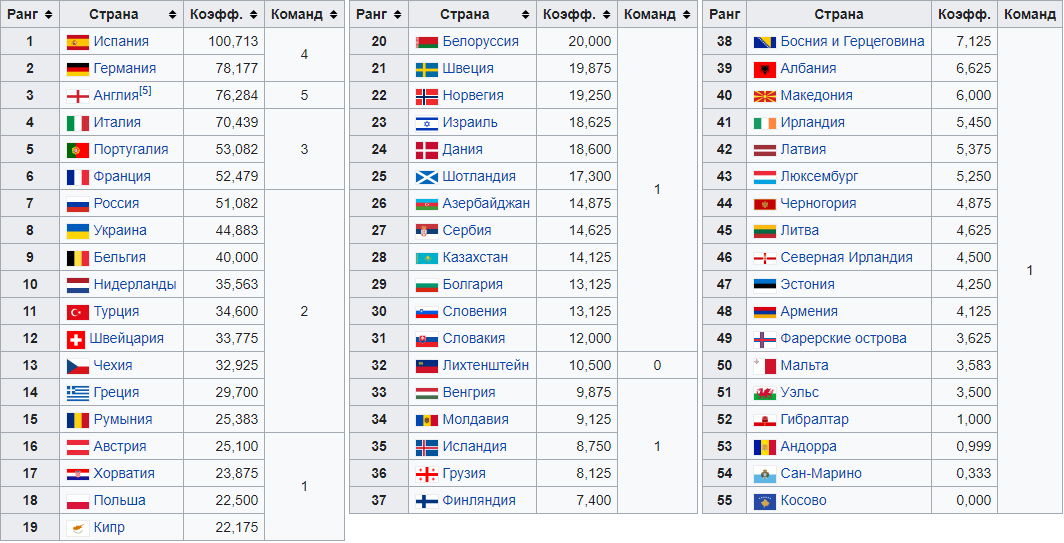 Ранг Страна Коэфф. Команд
1 Испания 100,713 4
2 Германия 78,177
3 Англия[5] 76,284 5
4 Италия 70,439 3
5 Португалия 53,082
6 Франция 52,479
7 Россия 51,082 2
8 Украина 44,883
9 Бельгия 40,000
10 Нидерланды 35,563
11 Турция 34,600
12 Швейцария 33,775
13 Чехия 32,925
14 Греция 29,700
15 Румыния 25,383
16 Австрия 25,100 1
17 Хорватия 23,875
18 Польша 22,500
19 Кипр 22,175
Ранг Страна Коэфф. Команд
20 Белоруссия 20,000 1
21 Швеция 19,875
22 Норвегия 19,250
23 Израиль 18,625
24 Дания 18,600
25 Шотландия 17,300
26 Азербайджан 14,875
27 Сербия 14,625
28 Казахстан 14,125
29 Болгария 13,125
30 Словения 13,125
31 Словакия 12,000
32 Лихтенштейн 10,500 0
33 Венгрия 9,875 1
34 Молдавия 9,125
35 Исландия 8,750
36 Грузия 8,125
37 Финляндия 7,400
Ранг Страна Коэфф. Команд
38 Босния и Герцеговина 7,125 1
39 Албания 6,625
40 Македония 6,000
41 Ирландия 5,450
42 Латвия 5,375
43 Люксембург 5,250
44 Черногория 4,875
45 Литва 4,625
46 Северная Ирландия 4,500
47 Эстония 4,250
48 Армения 4,125
49 Фарерские острова 3,625
50 Мальта 3,583
51 Уэльс 3,500
52 Гибралтар 1,000
53 Андорра 0,999
54 Сан-Марино 0,333
55 Косово 0,000